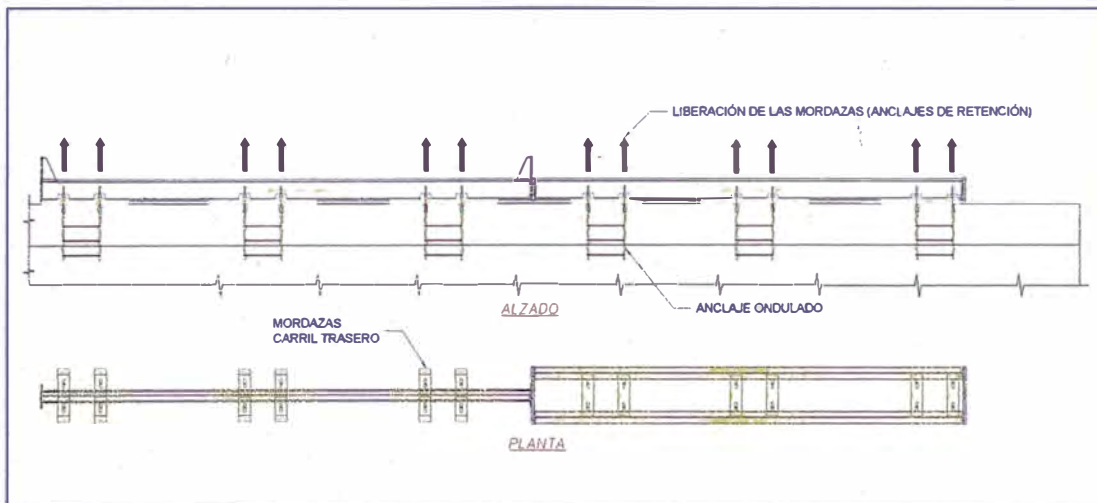 LIBERACIÓN DE LAS MORDAZAS (ANCLAJES DE RETENCIÓN)
ALZADO
ANCLAJE ONDULADO
MORDAZAS
CARRIL TRASERO
PLANTA